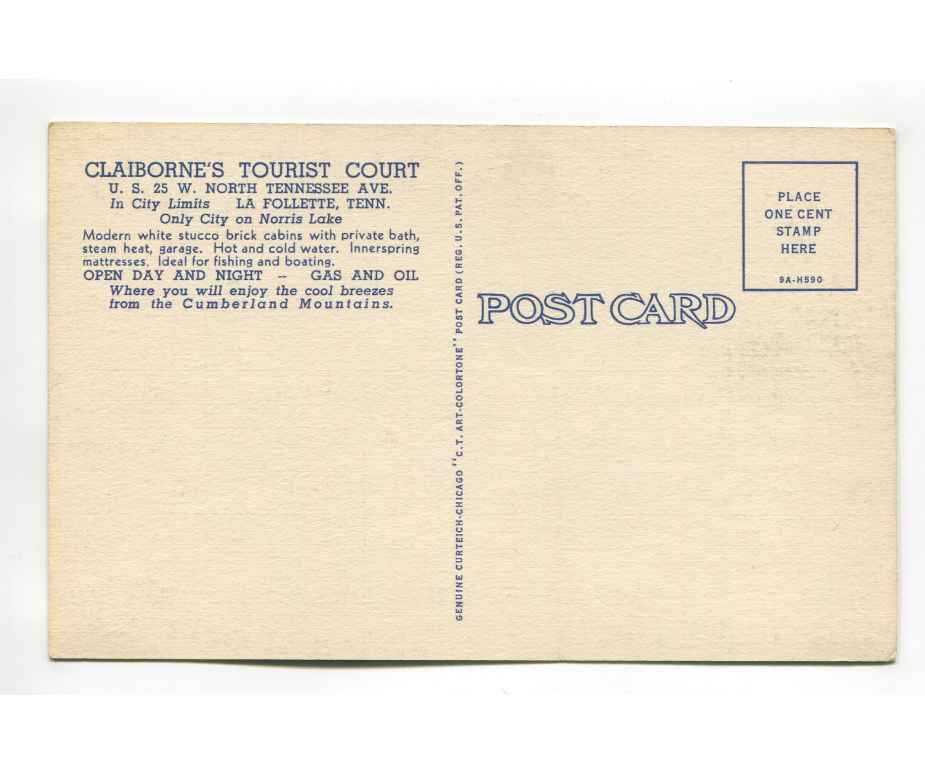 CLAIBORNE'S TOURIST COURT
U. S. 25 W. NORTH TENNESSEE AVE.
In City Limits LA FOLLETTE, TENN.
Only City on Norris Lake
Modern white stucco brick cabins with private bath,
steam heat, garage. Hot and cold water. Innerspring
mattresses. Ideal for fishing and boating.
OPEN DAY AND NIGHT -- GAS AND OIL
Where you will enjoy the cool breezes
from the Cumberland Mountains.
GENUINE CURTEICH-CHICAGO "C.T. ART-COLORTONE" POST CARD (REG. U.S. PAT. OFF.)
POST CARD
PLACE
ONE CENT
STAMP
HERE
9A-H590